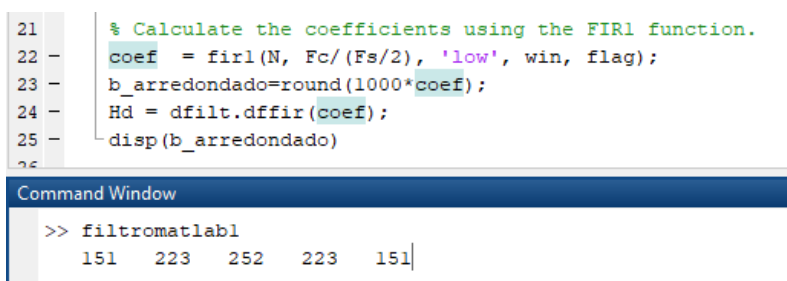 21 % Calculate the coefficients using the FIR1 function.
22 − coef = fir1(N, Fc/(Fs/2), 'low', win, flag);
23 − b_arredondado=round(1000*coef);
24 − Hd = dfilt.dffir(coef);
25 − disp(b_arredondado)
26
Command Window
>> filtromatlab1
151 223 252 223 151